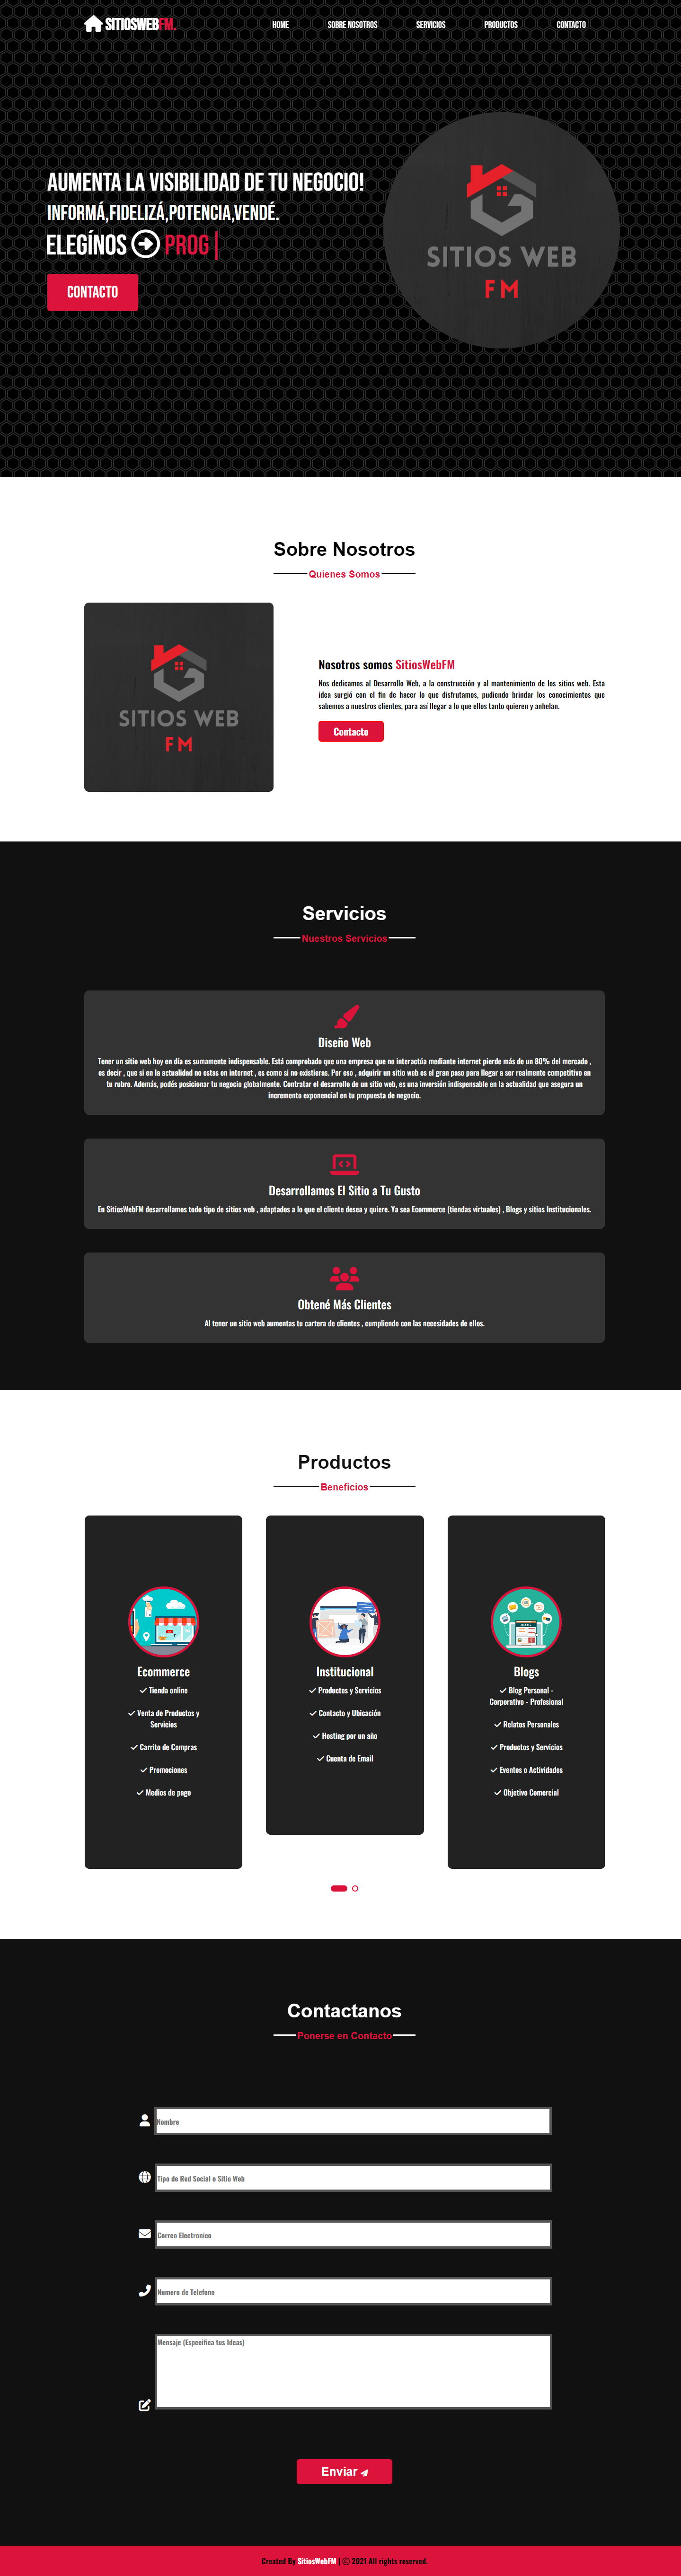 SITIOSWEBFM.
HOME SOBRE NOSOTROS SERVICIOS PRODUCTOS CONTACTO
AUMENTA LA VISIBILIDAD DE TU NEGOCIO!
INFORMÁ,FIDELIZÁ,POTENCIA,VENDÉ.
ELEGÍNOS PROG |
CONTACTO
SITIOS WEB
FM
Sobre Nosotros
Quienes Somos
SITIOS WEB
FM
Nosotros somos SitiosWebFM
Nos dedicamos al Desarrollo Web, a la construcción y al mantenimiento de los sitios web. Esta
idea surgió con el fin de hacer lo que disfrutamos, pudiendo brindar los conocimientos que
sabemos a nuestros clientes, para así llegar a lo que ellos tanto quieren y anhelan.
Contacto
Servicios
Nuestros Servicios
Diseño Web
Tener un sitio web hoy en día es sumamente indispensable. Está comprobado que una empresa que no interactúa mediante internet pierde más de un 80% del mercado ,
es decir , que si en la actualidad no estas en internet , es como si no existieras. Por eso , adquirir un sitio web es el gran paso para llegar a ser realmente competitivo en
tu rubro. Además, podés posicionar tu negocio globalmente. Contratar el desarrollo de un sitio web, es una inversión indispensable en la actualidad que asegura un
incremento exponencial en tu propuesta de negocio.
Desarrollamos El Sitio a Tu Gusto
En SitiosWebFM desarrollamos todo tipo de sitios web , adaptados a lo que el cliente desea y quiere. Ya sea Ecommerce (tiendas virtuales) , Blogs y sitios Institucionales.
Obtené Más Clientes
Al tener un sitio web aumentas tu cartera de clientes , cumpliendo con las necesidades de ellos.
Productos
Beneficios
Ecommerce
Tienda online
Venta de Productos y
Servicios
Carrito de Compras
Promociones
Medios de pago
Institucional
Productos y Servicios
Contacto y Ubicación
Hosting por un año
Cuenta de Email
Blogs
Blog Personal -
Corporativo - Profesional
Relatos Personales
Productos y Servicios
Eventos o Actividades
Objetivo Comercial
Contactanos
Ponerse en Contacto
Nombre
Tipo de Red Social o Sitio Web
Correo Electronico
Numero de Telefono
Mensaje (Especifica tus Ideas)
Enviar
Created By SitiosWebFM | © 2021 All rights reserved.